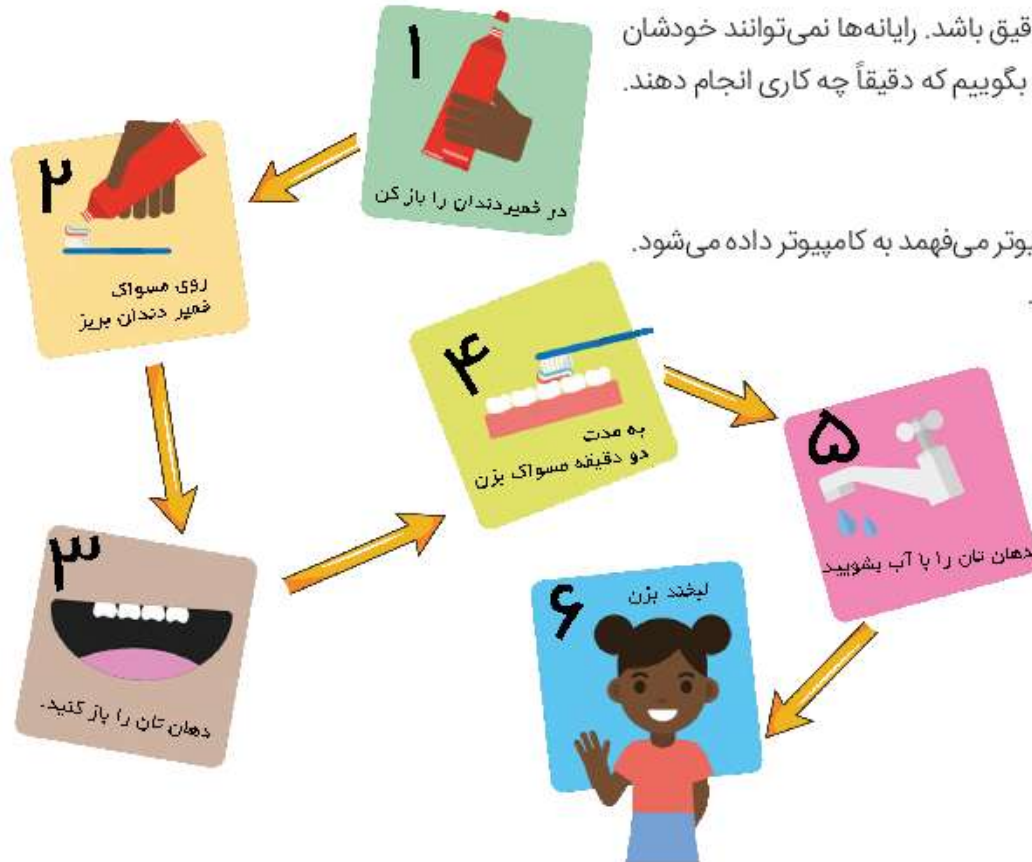 قیق باشد. رایانه‌ها نمی‌توانند خودشان
بگوییم که دقیقاً چه کاری انجام دهند.
یوتر می‌فهمد به کامپیوتر داده می‌شود.
.
۱
در خمیردندان را باز کن
۲
روی مسواک
خمیر دندان بریز
۳
دهان تان را باز کنید.
۴
به مدت
دو دقیقه مسواک بزن
۵
دهان تان را با آب بشویید
۶
لبخند بزن